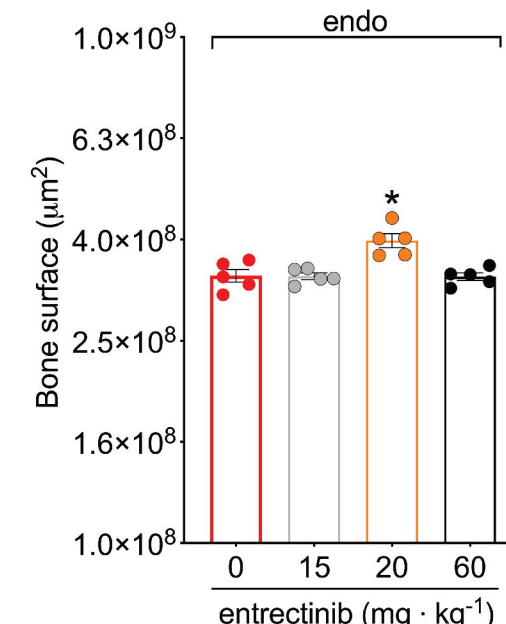 endo
1.0×10⁹
6.3×10⁸
4.0×10⁸
2.5×10⁸
1.6×10⁸
1.0×10⁸
Bone surface (μm²)
*
0 15 20 60
entrectinib (mg · kg⁻¹)